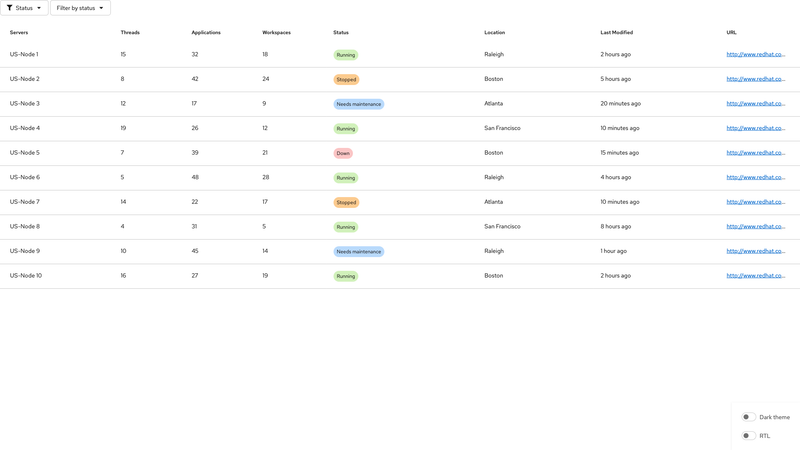 Status Filter by status
Servers Threads Applications Workspaces Status Location Last Modified URL
US-Node 1 15 32 18 Running Raleigh 2 hours ago http://www.redhat.co...
US-Node 2 8 42 24 Stopped Boston 5 hours ago http://www.redhat.co...
US-Node 3 12 17 9 Needs maintenance Atlanta 20 minutes ago http://www.redhat.co...
US-Node 4 19 26 12 Running San Francisco 10 minutes ago http://www.redhat.co...
US-Node 5 7 39 21 Down Boston 15 minutes ago http://www.redhat.co...
US-Node 6 5 48 28 Running Raleigh 4 hours ago http://www.redhat.co...
US-Node 7 14 22 17 Stopped Atlanta 10 minutes ago http://www.redhat.co...
US-Node 8 4 31 5 Running San Francisco 8 hours ago http://www.redhat.co...
US-Node 9 10 45 14 Needs maintenance Raleigh 1 hour ago http://www.redhat.co...
US-Node 10 16 27 19 Running Boston 2 hours ago http://www.redhat.co...
Dark theme
RTL